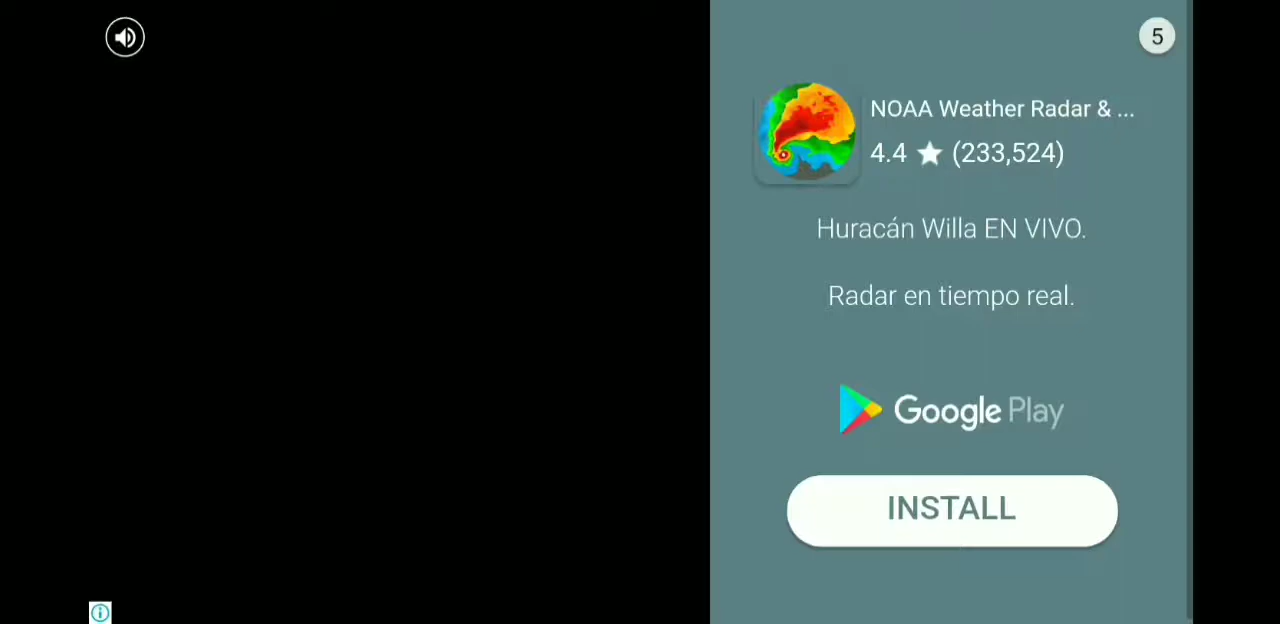 5
NOAA Weather Radar & ...
4.4 ★ (233,524)
Huracán Willa EN VIVO.
Radar en tiempo real.
Google Play
INSTALL